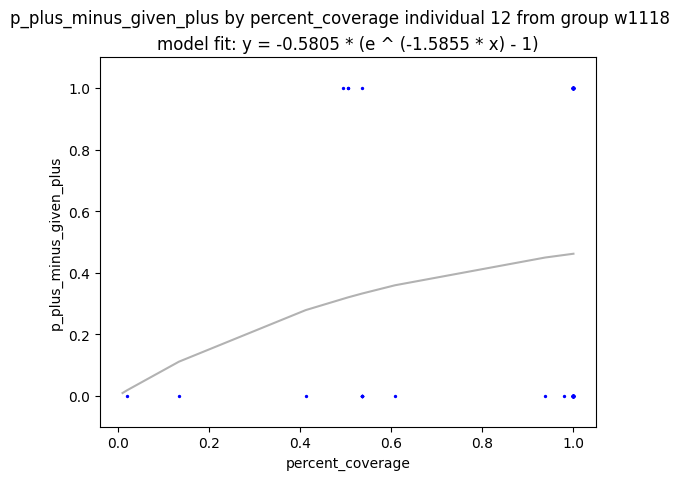 p_plus_minus_given_plus by percent_coverage individual 12 from group w1118
model fit: y = -0.5805 * (e ^ (-1.5855 * x) - 1)
1.0
0.8
0.6
0.4
0.2
0.0
p_plus_minus_given_plus
0.0 0.2 0.4 0.6 0.8 1.0
percent_coverage